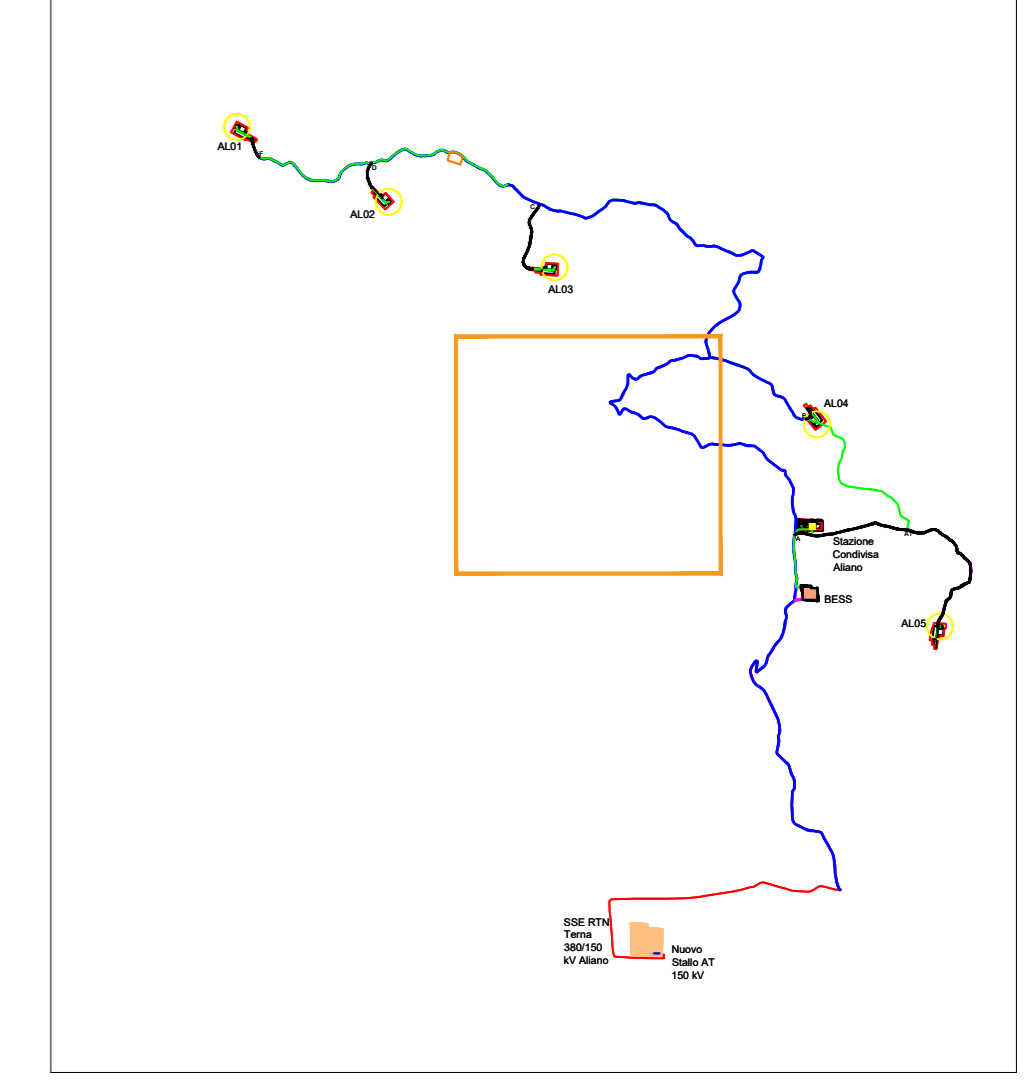 AL01
F
D
AL02
C
AL03
AL04
B
A
A1
Stazione
Condivisa
Aliano
BESS
AL05
SSE RTN
Terna
380/150
kV Aliano
Nuovo
Stallo AT
150 kV